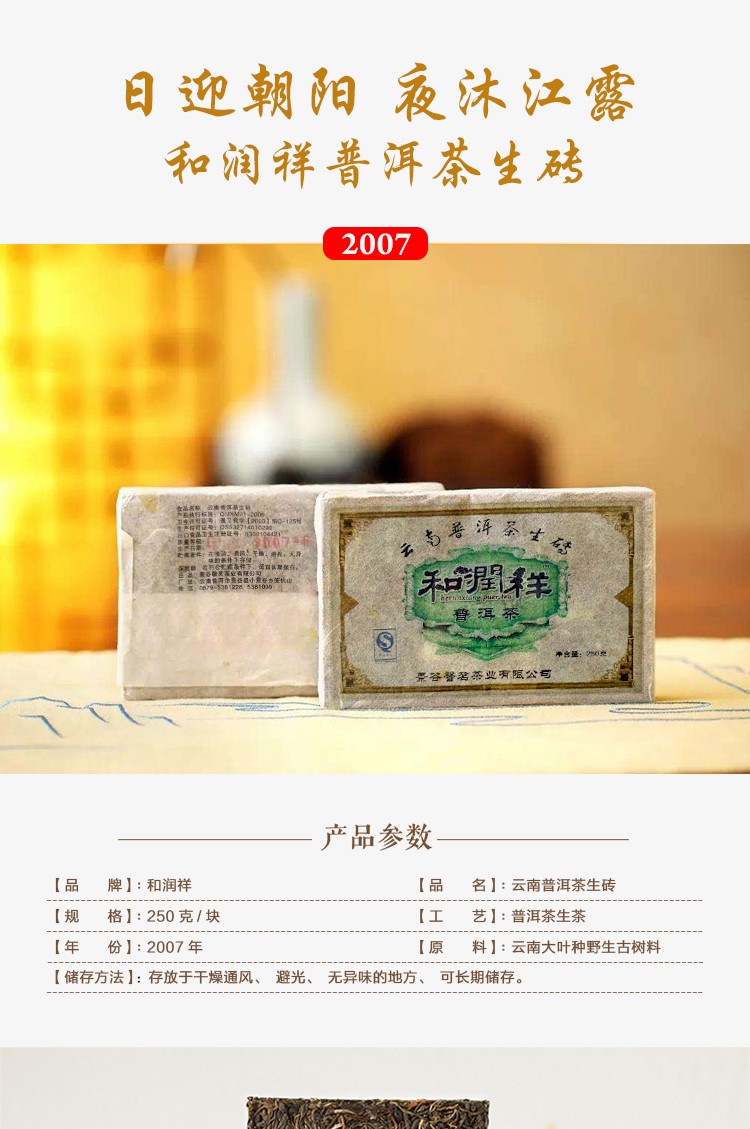 日迎朝阳 夜沐江露
和润祥普洱茶生砖
2007
云南普洱茶生砖
和潤祥
普洱茶
净含量：250克
景谷誉茗茶业有限公司
产品参数
【品 牌】：和润祥
【品 名】：云南普洱茶生砖
【规 格】：250 克 / 块
【工 艺】：普洱茶生茶
【年 份】：2007 年
【原 料】：云南大叶种野生古树料
【储存方法】：存放于干燥通风、 避光、 无异味的地方、 可长期储存。